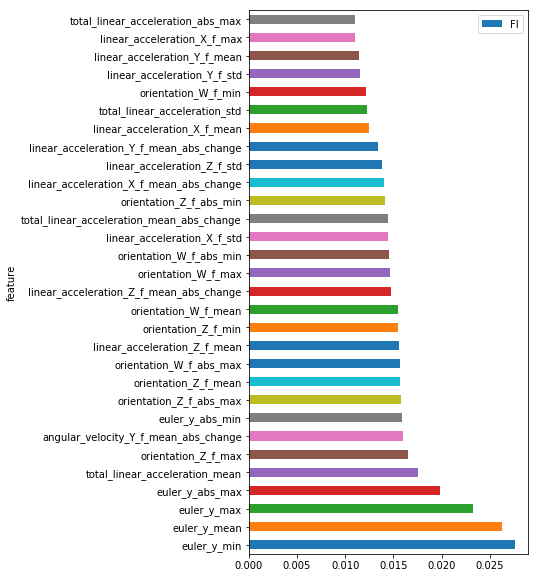 FI
total_linear_acceleration_abs_max
linear_acceleration_X_f_max
linear_acceleration_Y_f_mean
linear_acceleration_Y_f_std
orientation_W_f_min
total_linear_acceleration_std
linear_acceleration_X_f_mean
linear_acceleration_Y_f_mean_abs_change
linear_acceleration_Z_f_std
linear_acceleration_X_f_mean_abs_change
orientation_Z_f_abs_min
total_linear_acceleration_mean_abs_change
linear_acceleration_X_f_std
orientation_W_f_abs_min
orientation_W_f_max
linear_acceleration_Z_f_mean_abs_change
orientation_W_f_mean
orientation_Z_f_min
linear_acceleration_Z_f_mean
orientation_W_f_abs_max
orientation_Z_f_mean
orientation_Z_f_abs_max
euler_y_abs_min
angular_velocity_Y_f_mean_abs_change
orientation_Z_f_max
total_linear_acceleration_mean
euler_y_abs_max
euler_y_max
euler_y_mean
euler_y_min
feature
0.000 0.005 0.010 0.015 0.020 0.025